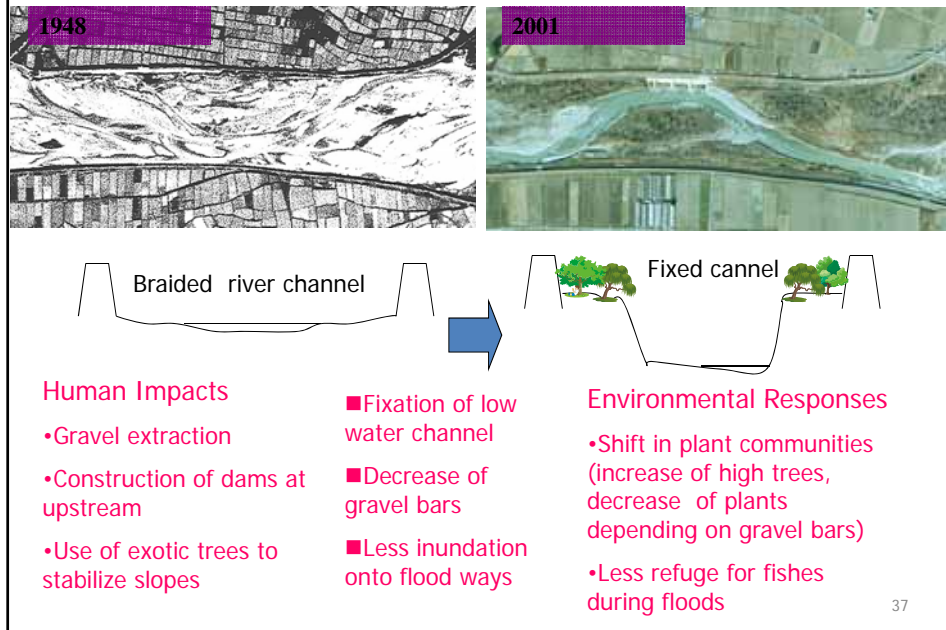 1948
2001
Braided river channel
Fixed cannel
Human Impacts
•Gravel extraction
•Construction of dams at
upstream
•Use of exotic trees to
stabilize slopes
■Fixation of low
water channel
■Decrease of
gravel bars
■Less inundation
onto flood ways
Environmental Responses
•Shift in plant communities
(increase of high trees,
decrease of plants
depending on gravel bars)
•Less refuge for fishes
during floods
37